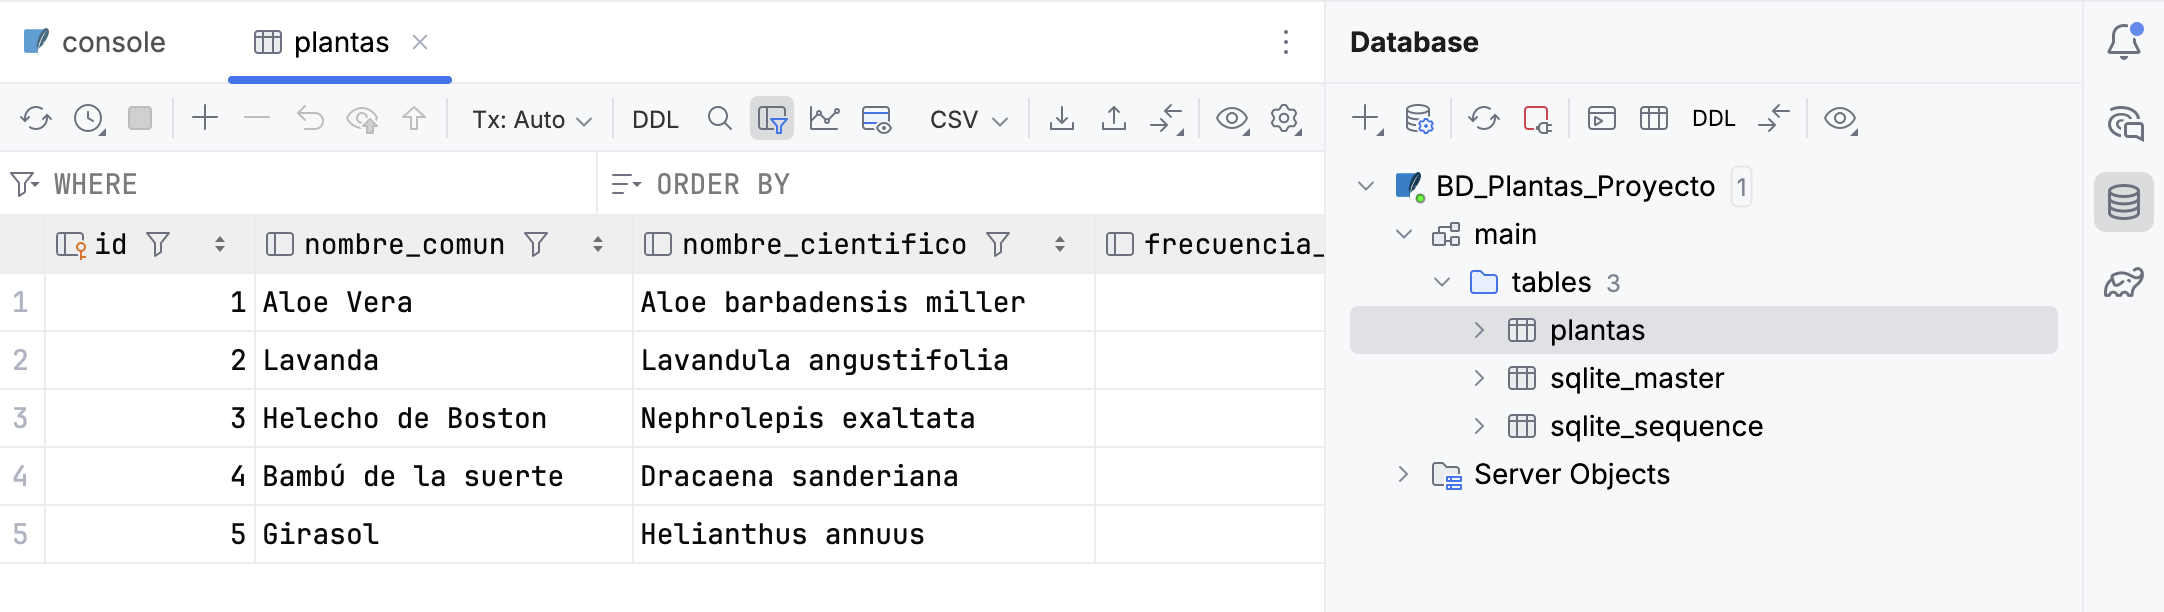 console plantas
Database
Tx: Auto DDL CSV
DDL
WHERE ORDER BY
id nombre_comun nombre_cientifico frecuencia_
1 1 Aloe Vera Aloe barbadensis miller
2 2 Lavanda Lavandula angustifolia
3 3 Helecho de Boston Nephrolepis exaltata
4 4 Bambú de la suerte Dracaena sanderiana
5 5 Girasol Helianthus annuus
BD_Plantas_Proyecto 1
main
tables 3
plantas
sqlite_master
sqlite_sequence
Server Objects